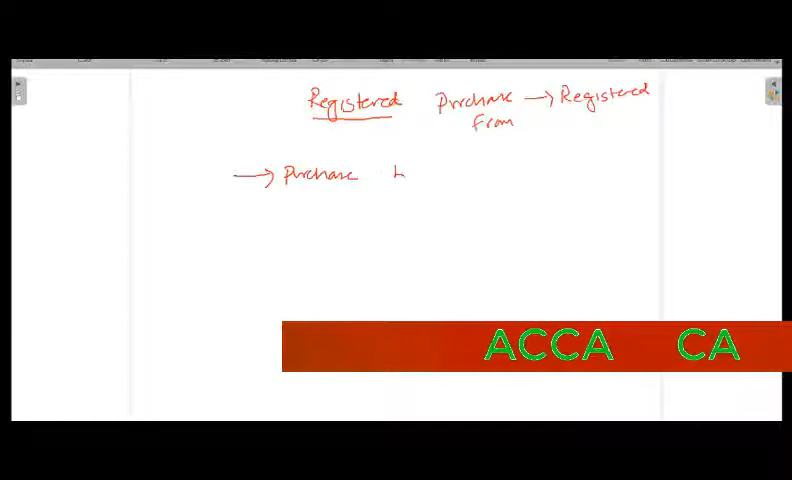 Registered Purchase → Registered
From
→ Purchase
ACCA CA